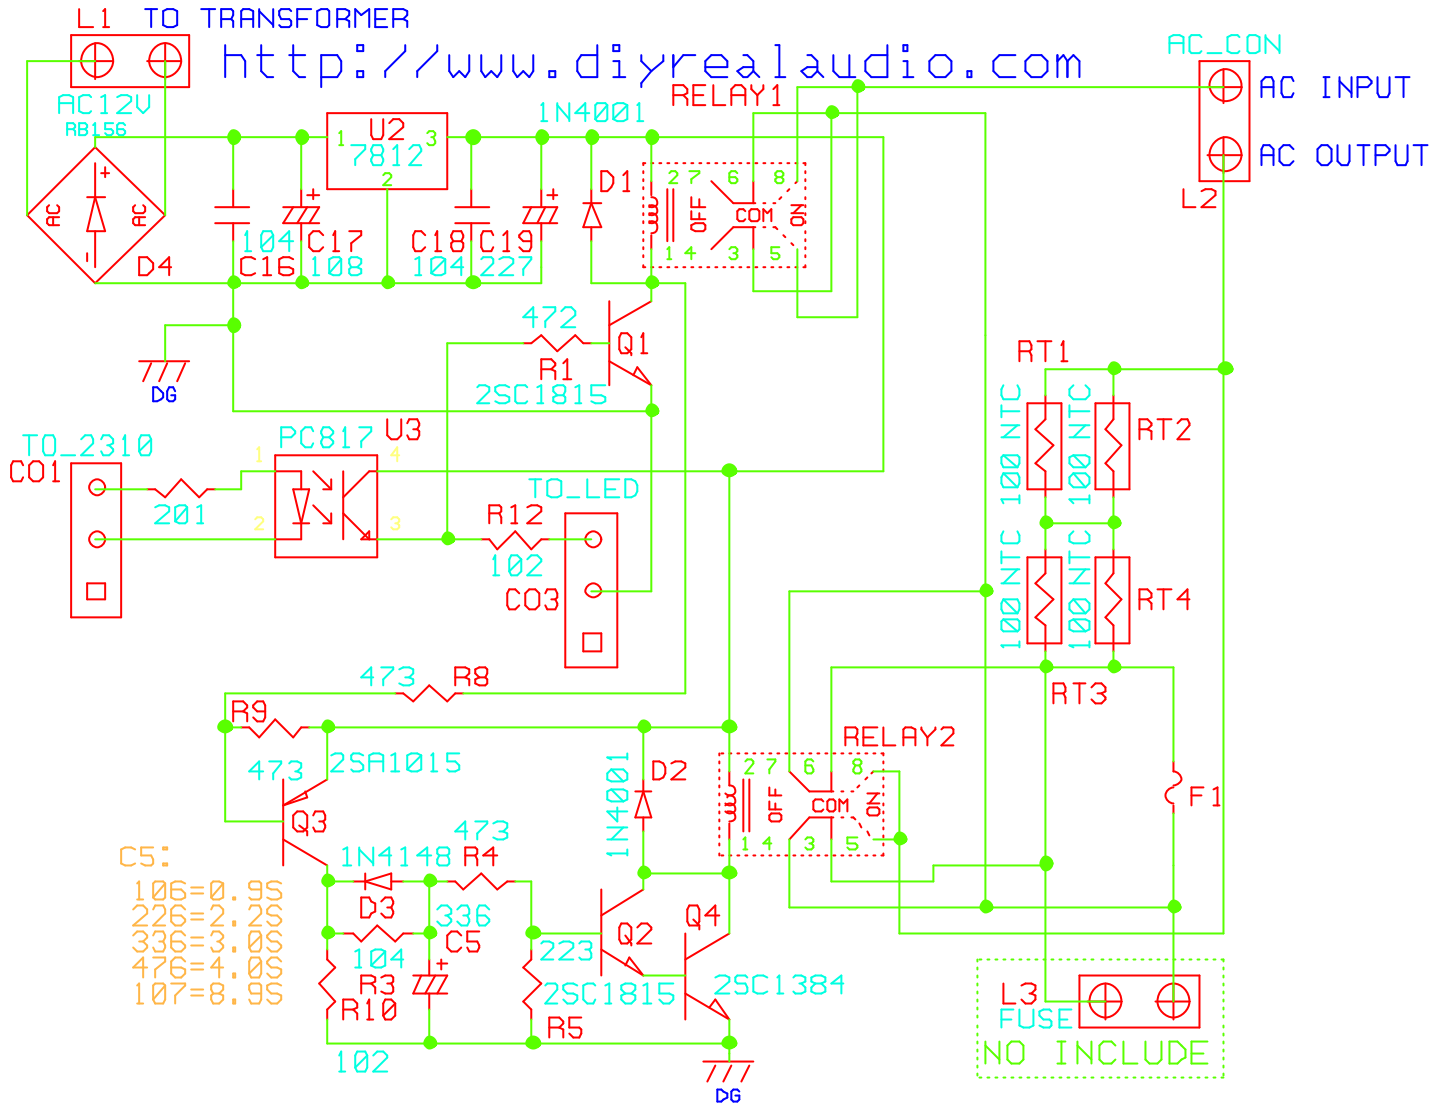 L1 TO TRANSFORMER
http://www.diyrealaudio.com
AC_CON
AC INPUT
AC OUTPUT
L2
AC12V
RB156
AC
AC
+
-
D4
1
U2
3
7812
2
104
C16
+
C17
108
C18
104
+
C19
227
1N4001
D1
RELAY1
2 7 6 8
OFF
COM
ON
1 4 3 5
DG
472
R1
Q1
2SC1815
RT1
100 NTC
100 NTC
RT2
100 NTC
100 NTC
RT4
RT3
TO_2310
CO1
201
PC817
U3
1
4
2
3
TO_LED
R12
102
CO3
473
R8
R9
473
2SA1015
Q3
1N4001
D2
RELAY2
2 7 6 8
OFF
COM
ON
1 4 3 5
F1
C5:
106=0.9S
226=2.2S
336=3.0S
476=4.0S
107=8.9S
1N4148
D3
473
R4
336
C5
+
104
R3
R10
102
223
R5
Q2
2SC1815
Q4
2SC1384
DG
L3
FUSE
NO INCLUDE